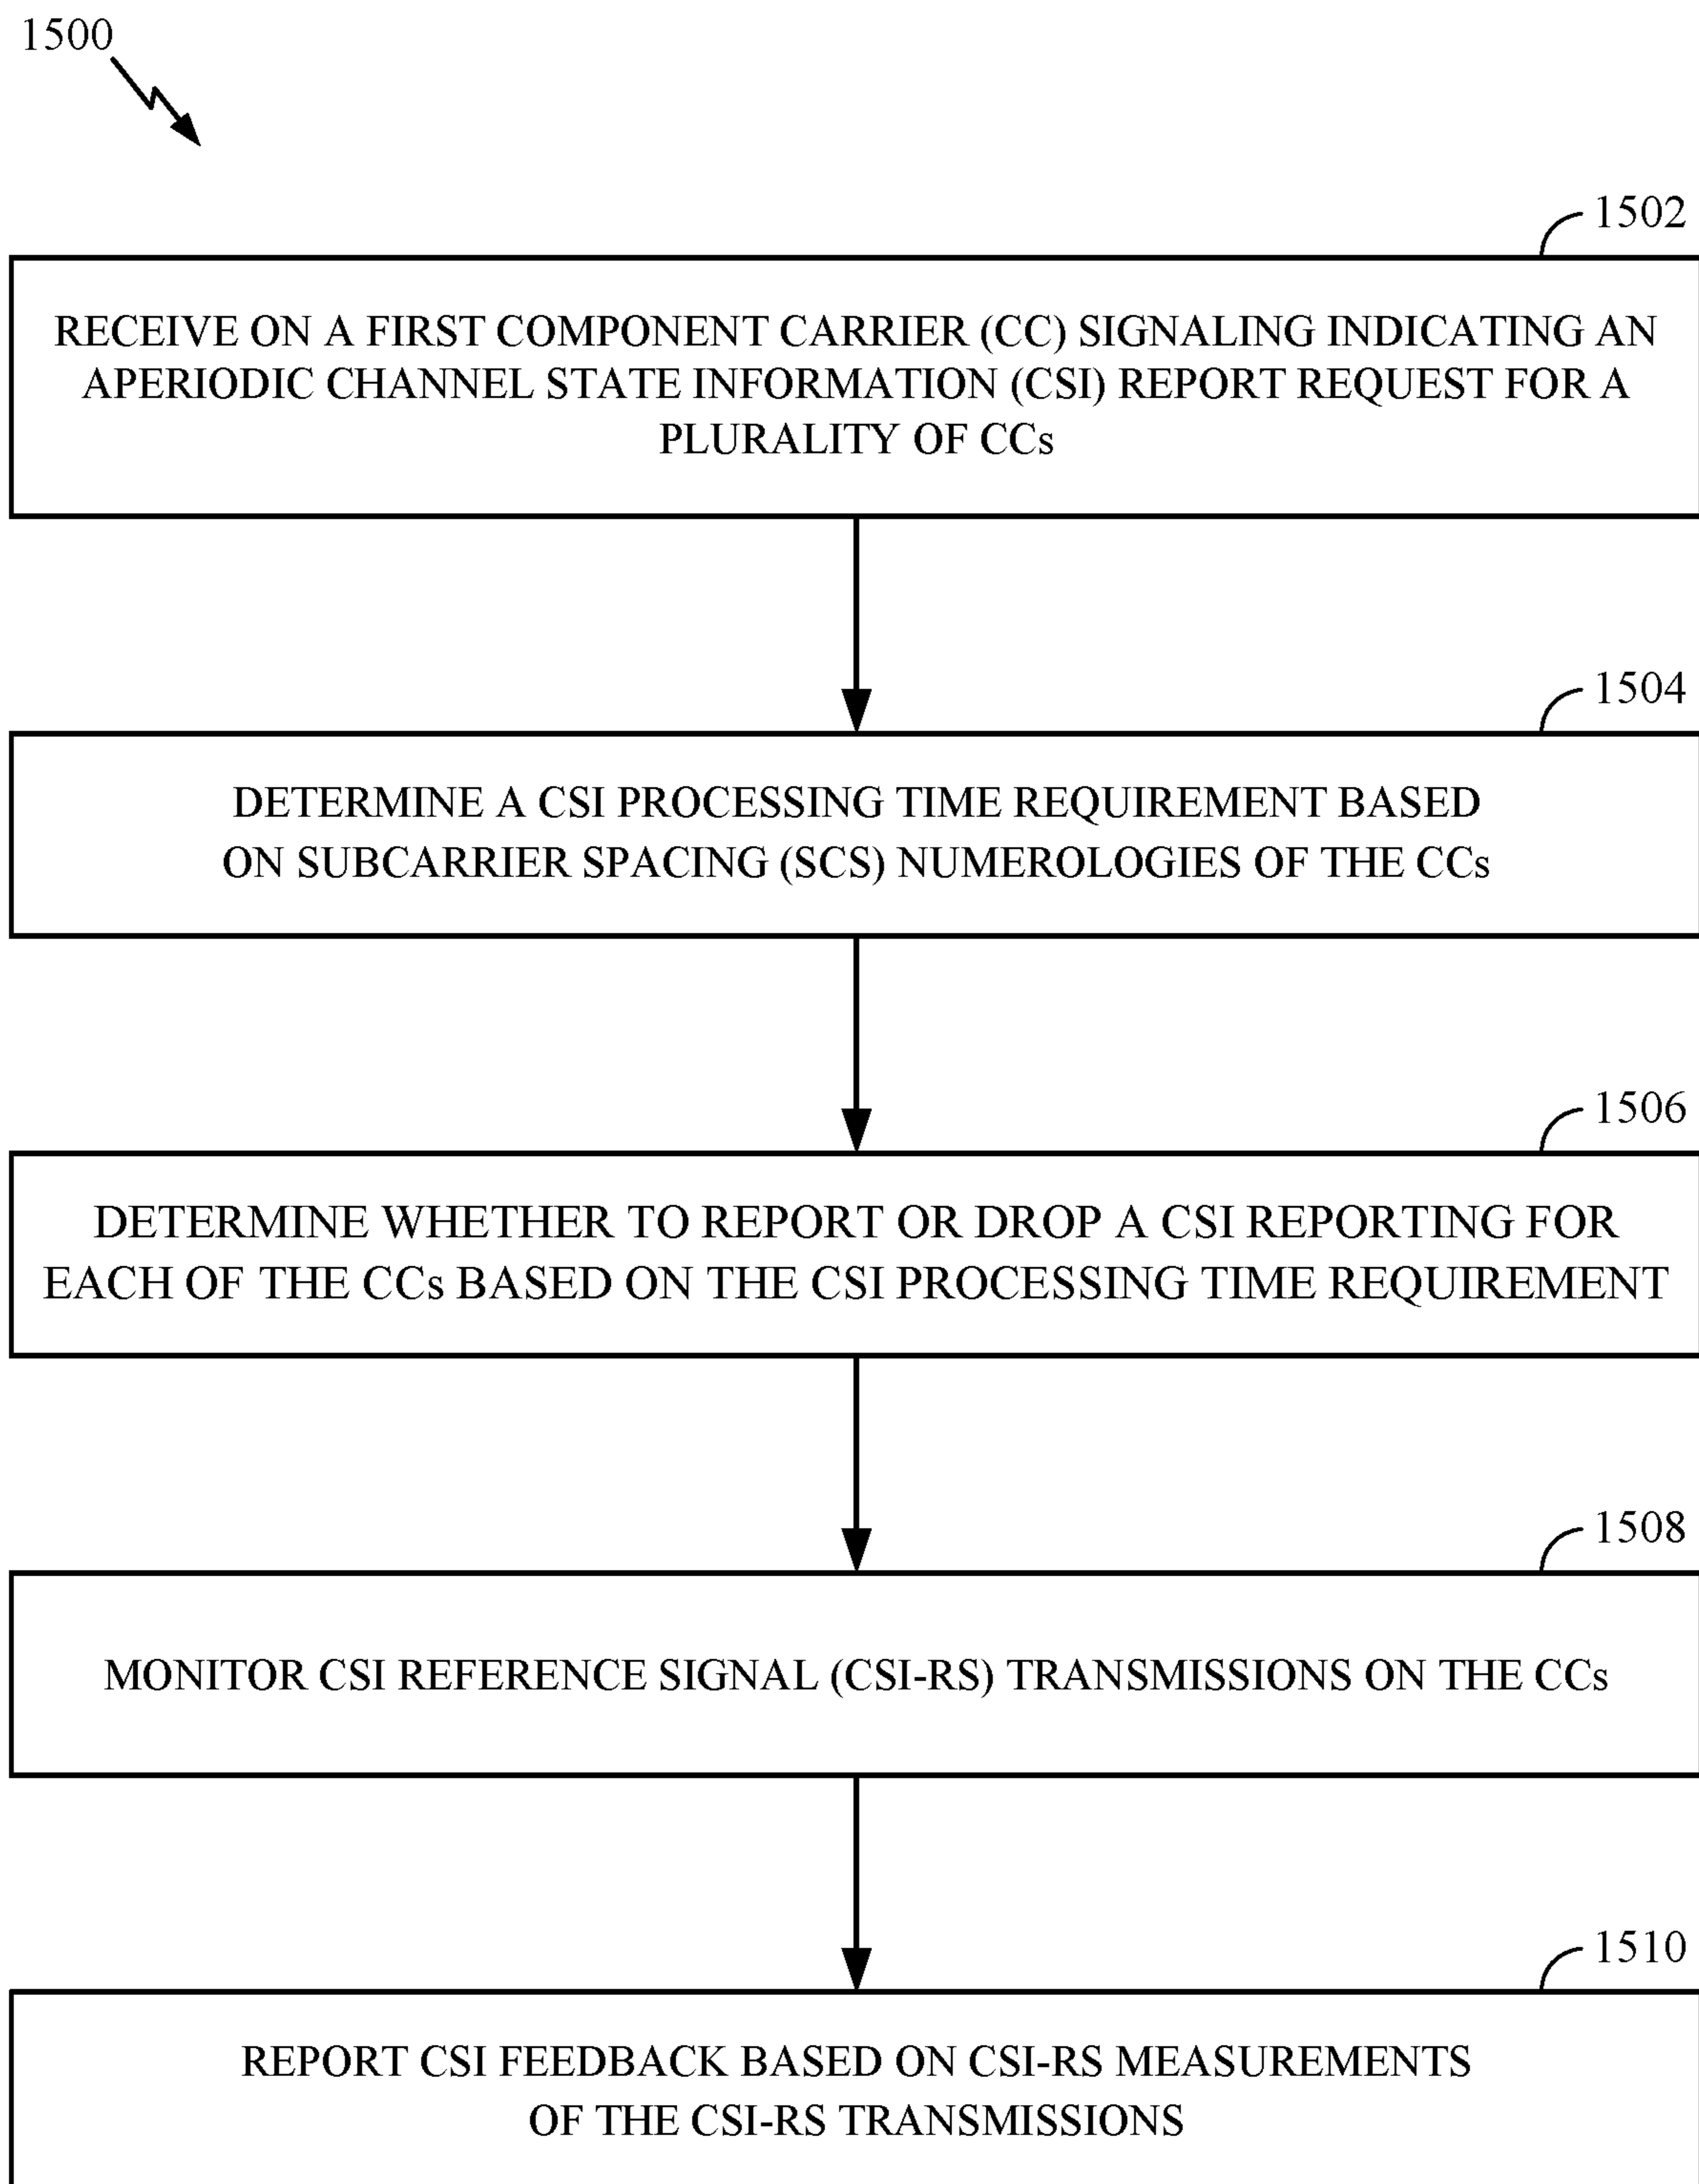 1500
1502
RECEIVE ON A FIRST COMPONENT CARRIER (CC) SIGNALING INDICATING AN
APERIODIC CHANNEL STATE INFORMATION (CSI) REPORT REQUEST FOR A
PLURALITY OF CCs
1504
DETERMINE A CSI PROCESSING TIME REQUIREMENT BASED
ON SUBCARRIER SPACING (SCS) NUMEROLOGIES OF THE CCs
1506
DETERMINE WHETHER TO REPORT OR DROP A CSI REPORTING FOR
EACH OF THE CCs BASED ON THE CSI PROCESSING TIME REQUIREMENT
1508
MONITOR CSI REFERENCE SIGNAL (CSI-RS) TRANSMISSIONS ON THE CCs
1510
REPORT CSI FEEDBACK BASED ON CSI-RS MEASUREMENTS
OF THE CSI-RS TRANSMISSIONS